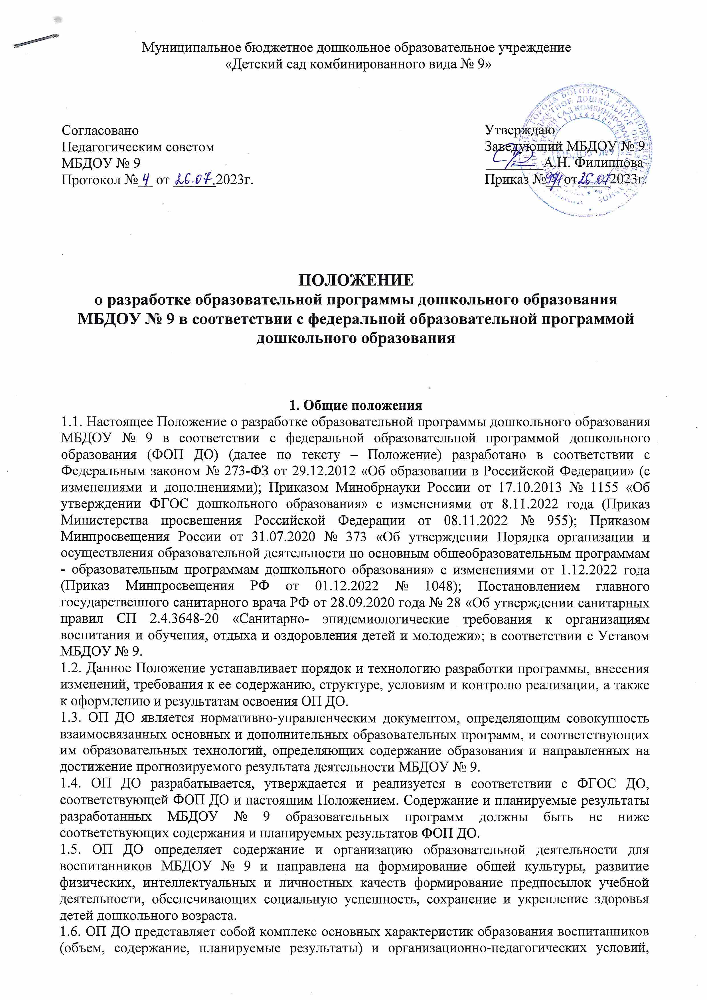 Муниципальное бюджетное дошкольное образовательное учреждение
«Детский сад комбинированного вида № 9»
Согласовано
Педагогическим советом
МБДОУ № 9
Протокол № 4 от 26.07.2023г.
Утверждаю
Заведующий МБДОУ № 9
А.Н. Филиппова
Приказ № от 26.07 2023г.
МБДОУ №9
ПОЛОЖЕНИЕ
о разработке образовательной программы дошкольного образования
МБДОУ № 9 в соответствии с федеральной образовательной программой
дошкольного образования
1. Общие положения
1.1. Настоящее Положение о разработке образовательной программы дошкольного образования
МБДОУ № 9 в соответствии с федеральной образовательной программой дошкольного
образования (ФОП ДО) (далее по тексту – Положение) разработано в соответствии с
Федеральным законом № 273-ФЗ от 29.12.2012 «Об образовании в Российской Федерации» (с
изменениями и дополнениями); Приказом Минобрнауки России от 17.10.2013 № 1155 «Об
утверждении ФГОС дошкольного образования» с изменениями от 8.11.2022 года (Приказ
Министерства просвещения Российской Федерации от 08.11.2022 № 955); Приказом
Минпросвещения России от 31.07.2020 № 373 «Об утверждении Порядка организации и
осуществления образовательной деятельности по основным общеобразовательным программам
- образовательным программам дошкольного образования» с изменениями от 1.12.2022 года
(Приказ Минпросвещения РФ от 01.12.2022 № 1048); Постановлением главного
государственного санитарного врача РФ от 28.09.2020 года № 28 «Об утверждении санитарных
правил СП 2.4.3648-20 «Санитарно- эпидемиологические требования к организациям
воспитания и обучения, отдыха и оздоровления детей и молодежи»; в соответствии с Уставом
МБДОУ № 9.
1.2. Данное Положение устанавливает порядок и технологию разработки программы, внесения
изменений, требования к ее содержанию, структуре, условиям и контролю реализации, а также
к оформлению и результатам освоения ОП ДО.
1.3. ОП ДО является нормативно-управленческим документом, определяющим совокупность
взаимосвязанных основных и дополнительных образовательных программ, и соответствующих
им образовательных технологий, определяющих содержание образования и направленных на
достижение прогнозируемого результата деятельности МБДОУ № 9.
1.4. ОП ДО разрабатывается, утверждается и реализуется в соответствии с ФГОС ДО,
соответствующей ФОП ДО и настоящим Положением. Содержание и планируемые результаты
разработанных МБДОУ № 9 образовательных программ должны быть не ниже
соответствующих содержания и планируемых результатов ФОП ДО.
1.5. ОП ДО определяет содержание и организацию образовательной деятельности для
воспитанников МБДОУ № 9 и направлена на формирование общей культуры, развитие
физических, интеллектуальных и личностных качеств формирование предпосылок учебной
деятельности, обеспечивающих социальную успешность, сохранение и укрепление здоровья
детей дошкольного возраста.
1.6. ОП ДО представляет собой комплекс основных характеристик образования воспитанников
(объем, содержание, планируемые результаты) и организационно-педагогических условий,